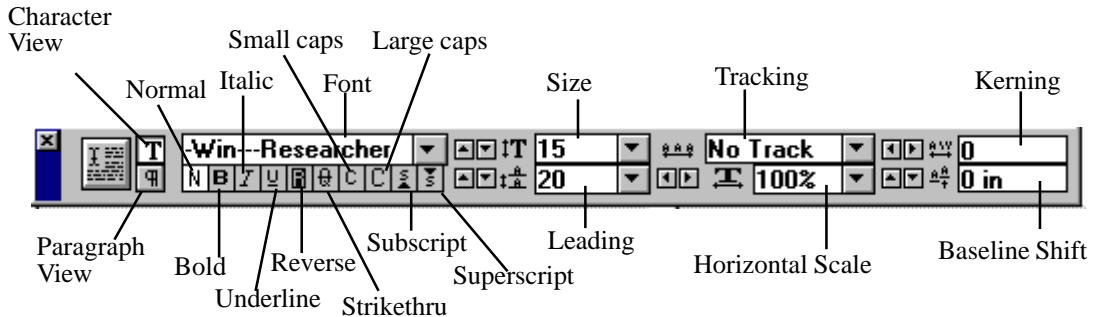 Character
View
Small caps
Large caps
Normal
Italic
Font
Size
Tracking
Kerning
T
-Win---Researcher
T
15
No Track
0
¶
N B I U R C C S S
20
T
100%
0 in
Paragraph
View
Bold
Underline
Reverse
Strikethru
Subscript
Superscript
Leading
Horizontal Scale
Baseline Shift